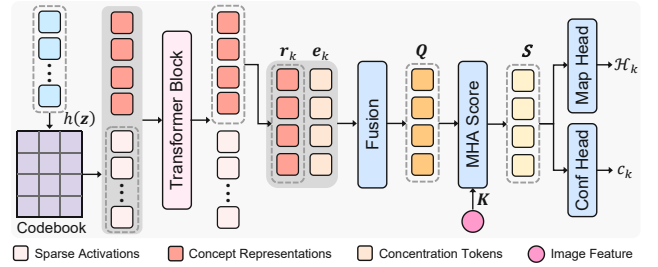 h(z)
Codebook
Transformer Block
r_k e_k
Fusion
Q
MHA Score
K
S
Map Head
ℋ_k
Conf Head
c_k
Sparse Activations Concept Representations Concentration Tokens Image Feature